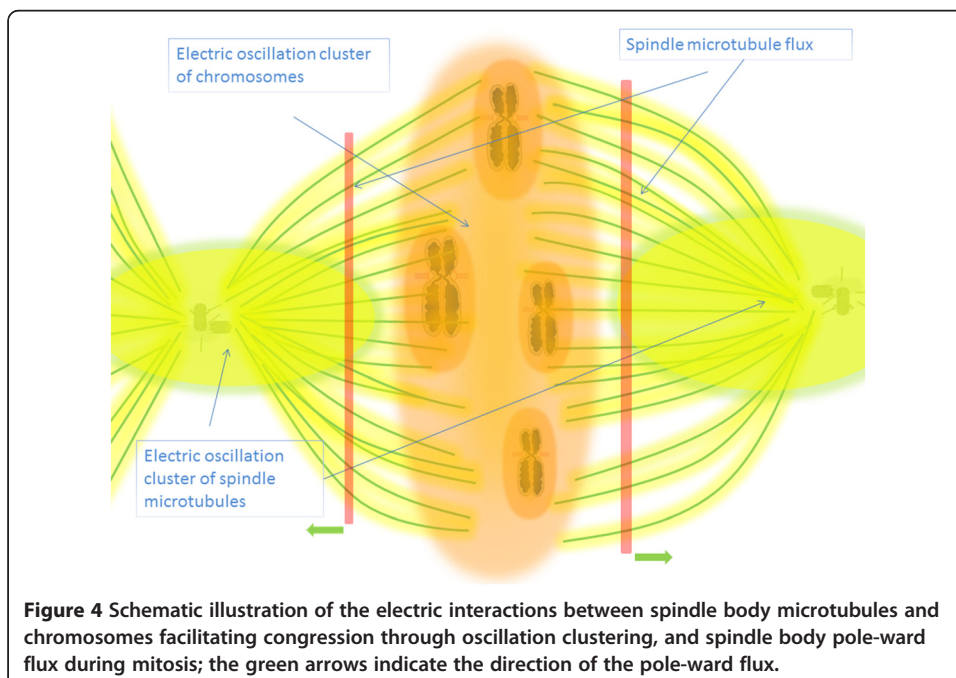 Electric oscillation cluster
of chromosomes
Spindle microtubule flux
Electric oscillation
cluster of spindle
microtubules
Figure 4 Schematic illustration of the electric interactions between spindle body microtubules and
chromosomes facilitating congression through oscillation clustering, and spindle body pole-ward
flux during mitosis; the green arrows indicate the direction of the pole-ward flux.